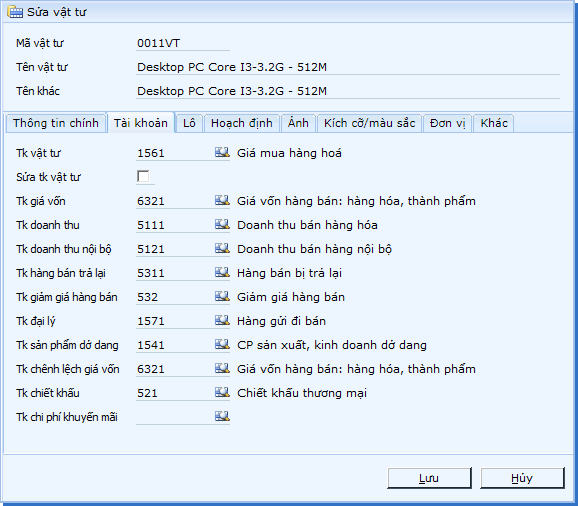 Sửa vật tư
Mã vật tư 0011VT
Tên vật tư Desktop PC Core I3-3.2G - 512M
Tên khác Desktop PC Core I3-3.2G - 512M
Thông tin chính Tài khoản Lô Hoạch định Ảnh Kích cỡ/màu sắc Đơn vị Khác
Tk vật tư 1561 Giá mua hàng hoá
Sửa tk vật tư
Tk giá vốn 6321 Giá vốn hàng bán: hàng hóa, thành phẩm
Tk doanh thu 5111 Doanh thu bán hàng hóa
Tk doanh thu nội bộ 5121 Doanh thu bán hàng nội bộ
Tk hàng bán trả lại 5311 Hàng bán bị trả lại
Tk giảm giá hàng bán 532 Giảm giá hàng bán
Tk đại lý 1571 Hàng gửi đi bán
Tk sản phẩm dở dang 1541 CP sản xuất, kinh doanh dở dang
Tk chênh lệch giá vốn 6321 Giá vốn hàng bán: hàng hóa, thành phẩm
Tk chiết khấu 521 Chiết khấu thương mại
Tk chi phí khuyến mãi
Lưu Hủy